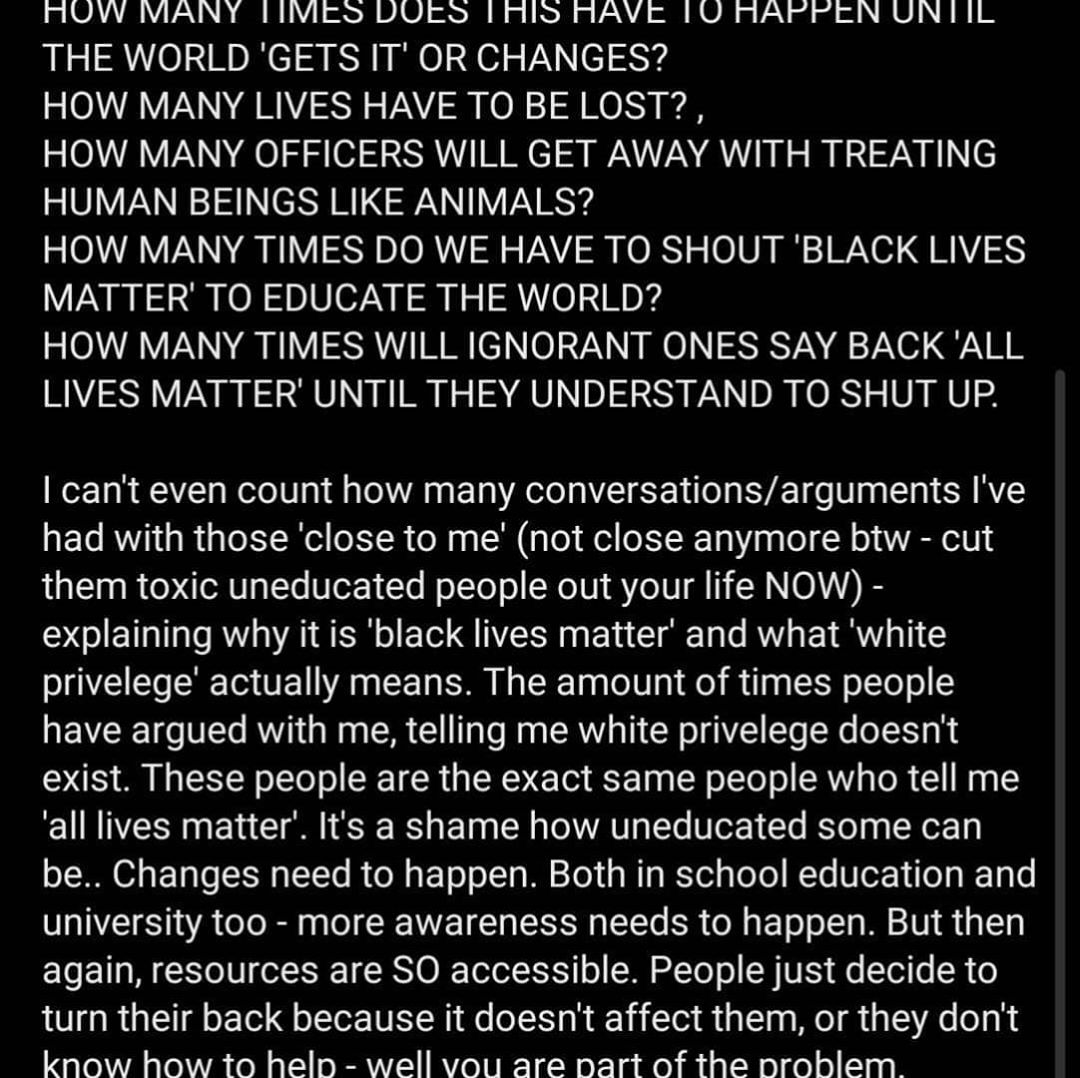 HOW MANY TIMES DOES THIS HAVE TO HAPPEN UNTIL
THE WORLD 'GETS IT' OR CHANGES?
HOW MANY LIVES HAVE TO BE LOST? ,
HOW MANY OFFICERS WILL GET AWAY WITH TREATING
HUMAN BEINGS LIKE ANIMALS?
HOW MANY TIMES DO WE HAVE TO SHOUT 'BLACK LIVES
MATTER' TO EDUCATE THE WORLD?
HOW MANY TIMES WILL IGNORANT ONES SAY BACK 'ALL
LIVES MATTER' UNTIL THEY UNDERSTAND TO SHUT UP.
I can't even count how many conversations/arguments I've
had with those 'close to me' (not close anymore btw - cut
them toxic uneducated people out your life NOW) -
explaining why it is 'black lives matter' and what 'white
privelege' actually means. The amount of times people
have argued with me, telling me white privelege doesn't
exist. These people are the exact same people who tell me
'all lives matter'. It's a shame how uneducated some can
be.. Changes need to happen. Both in school education and
university too - more awareness needs to happen. But then
again, resources are SO accessible. People just decide to
turn their back because it doesn't affect them, or they don't
know how to help - well you are part of the problem.